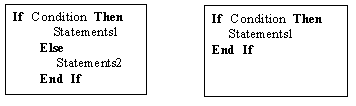 If Condition Then
Statements1
Else
Statements2
End If
If Condition Then
Statements1
End If